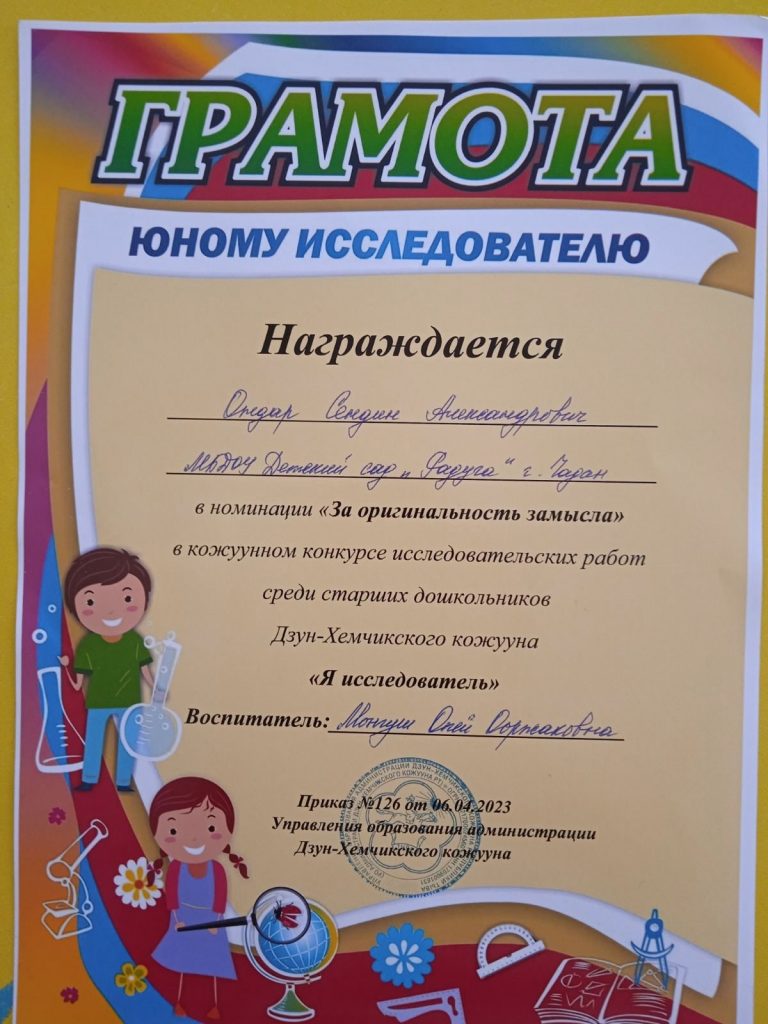 ГРАМОТА
ЮНОМУ ИССЛЕДОВАТЕЛЮ
Награждается
Ондар Сендин Александрович
МБДОУ Детский сад „Радуга“ г. Чадан
в номинации «За оригинальность замысла»
в кожуунном конкурсе исследовательских работ
среди старших дошкольников
Дзун-Хемчикского кожууна
«Я исследователь»
Воспитатель: Монгуш Олей Ооржаковна
Приказ №126 от 06.04.2023
Управления образования администрации
Дзун-Хемчикского кожууна